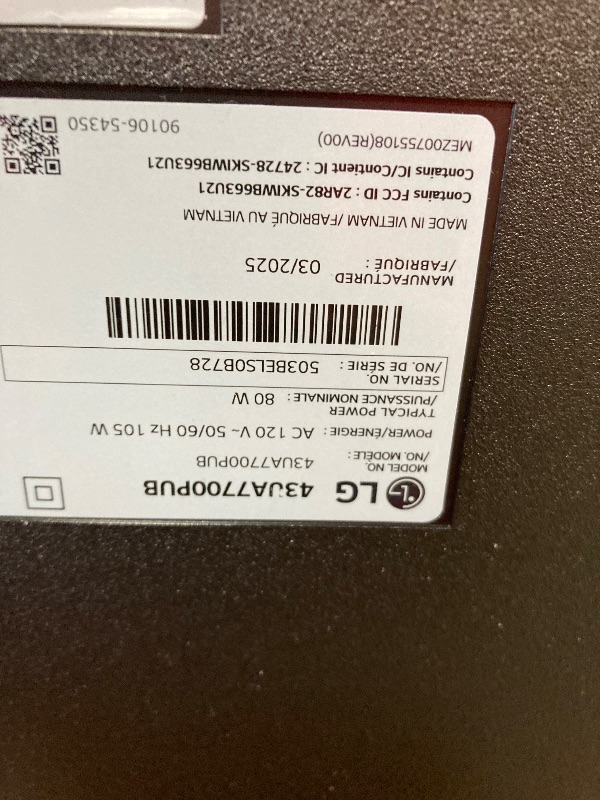 LG 43UA7700PUB
MODEL NO.
/NO. MODÈLE: 43UA7700PUB
POWER/ÉNERGIE: AC 120 V~ 50/60 Hz 105 W
TYPICAL POWER
/PUISSANCE NOMINALE: 80 W
SERIAL NO.
/NO. DE SÉRIE : 503BELS0B728
MANUFACTURED
/FABRIQUÉ : 03/2025
MADE IN VIETNAM /FABRIQUÉ AU VIETNAM
Contains FCC ID : 2AR82-SKIWB663U21
Contains IC/Contient IC : 24728-SKIWB663U21
MEZ00755108(REV00)
90106-54350